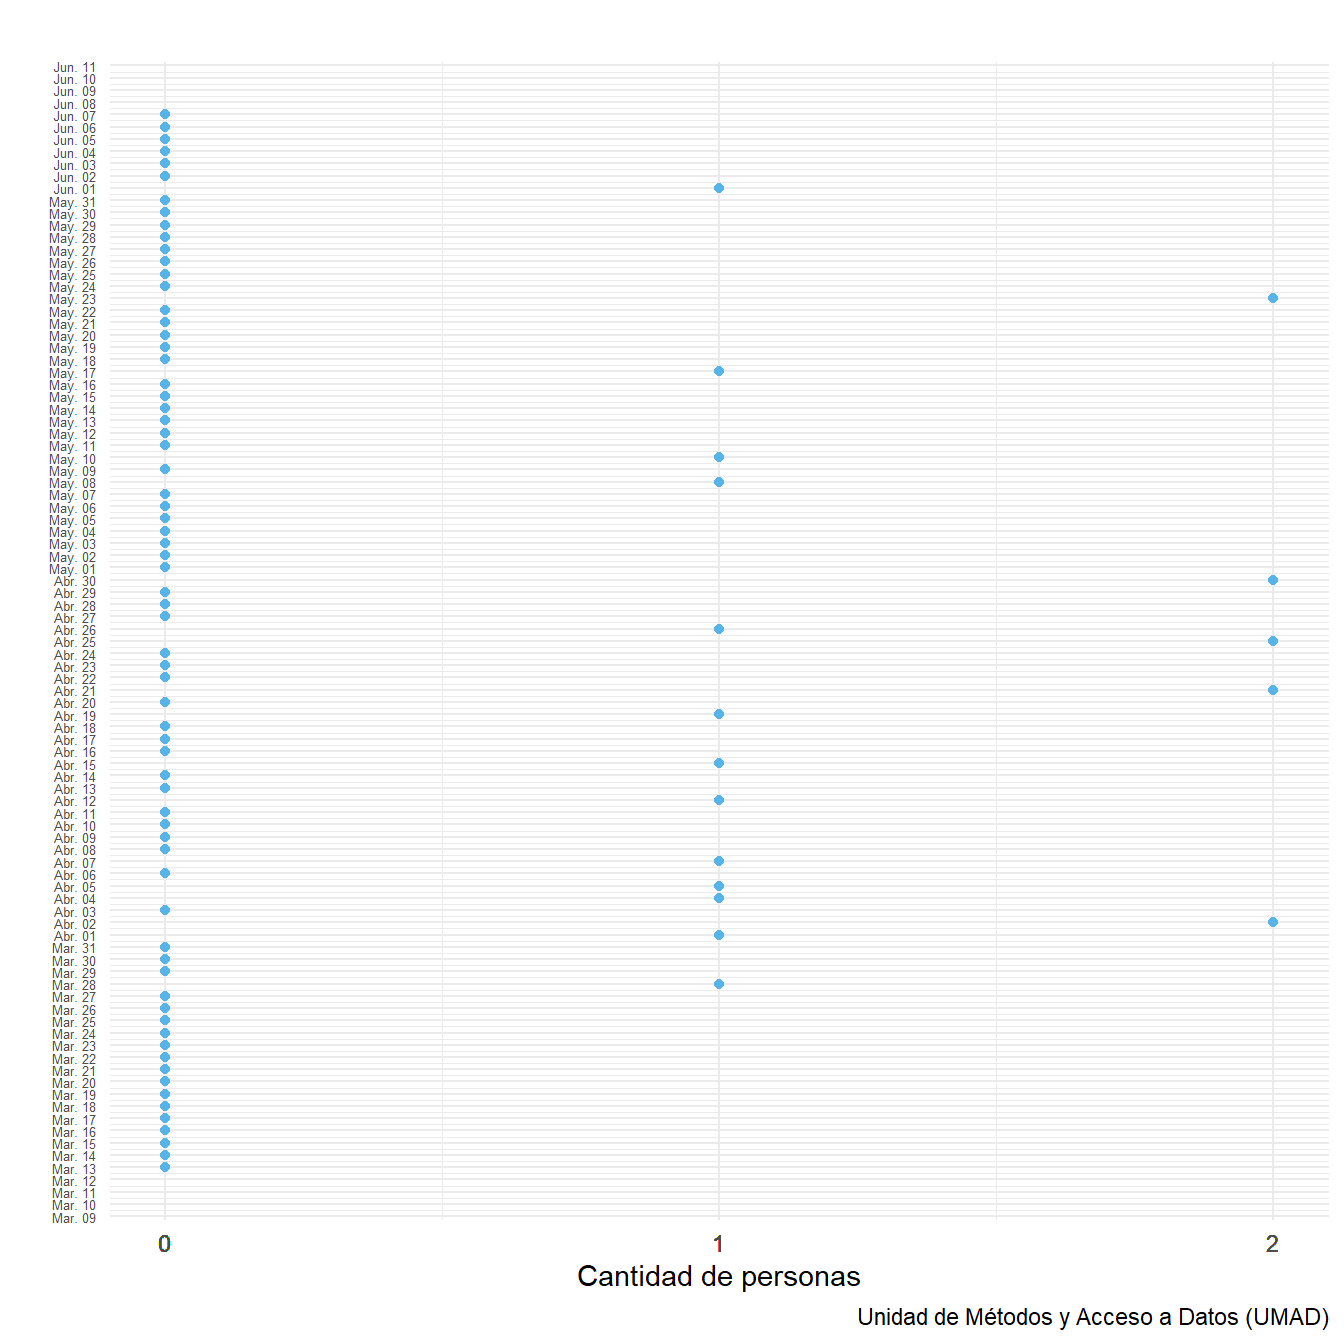 Jun. 11
Jun. 10
Jun. 09
Jun. 08
Jun. 07
Jun. 06
Jun. 05
Jun. 04
Jun. 03
Jun. 02
Jun. 01
May. 31
May. 30
May. 29
May. 28
May. 27
May. 26
May. 25
May. 24
May. 23
May. 22
May. 21
May. 20
May. 19
May. 18
May. 17
May. 16
May. 15
May. 14
May. 13
May. 12
May. 11
May. 10
May. 09
May. 08
May. 07
May. 06
May. 05
May. 04
May. 03
May. 02
May. 01
Abr. 30
Abr. 29
Abr. 28
Abr. 27
Abr. 26
Abr. 25
Abr. 24
Abr. 23
Abr. 22
Abr. 21
Abr. 20
Abr. 19
Abr. 18
Abr. 17
Abr. 16
Abr. 15
Abr. 14
Abr. 13
Abr. 12
Abr. 11
Abr. 10
Abr. 09
Abr. 08
Abr. 07
Abr. 06
Abr. 05
Abr. 04
Abr. 03
Abr. 02
Abr. 01
Mar. 31
Mar. 30
Mar. 29
Mar. 28
Mar. 27
Mar. 26
Mar. 25
Mar. 24
Mar. 23
Mar. 22
Mar. 21
Mar. 20
Mar. 19
Mar. 18
Mar. 17
Mar. 16
Mar. 15
Mar. 14
Mar. 13
Mar. 12
Mar. 11
Mar. 10
Mar. 09
0 1 2
Cantidad de personas
Unidad de Métodos y Acceso a Datos (UMAD)